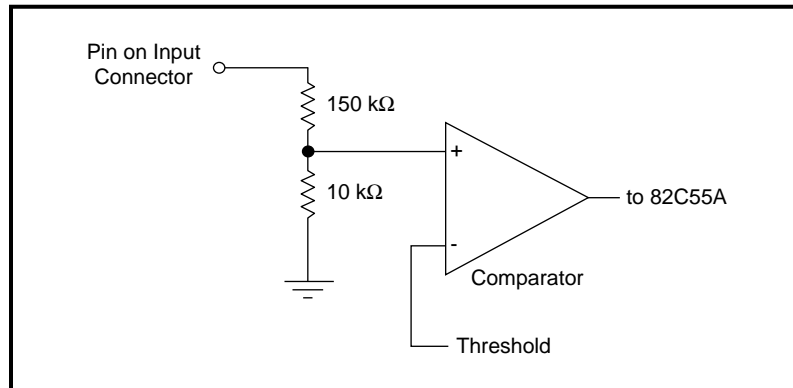 Pin on Input
Connector
150 kΩ
+
10 kΩ
to 82C55A
-
Comparator
Threshold